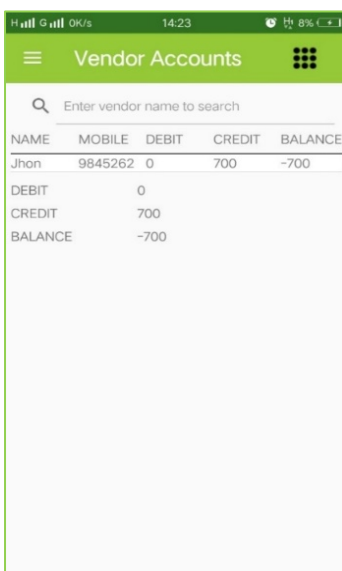 H G 0K/s 14:23 8%
Vendor Accounts
Enter vendor name to search
NAME MOBILE DEBIT CREDIT BALANCE
Jhon 9845262 0 700 -700
DEBIT 0
CREDIT 700
BALANCE -700